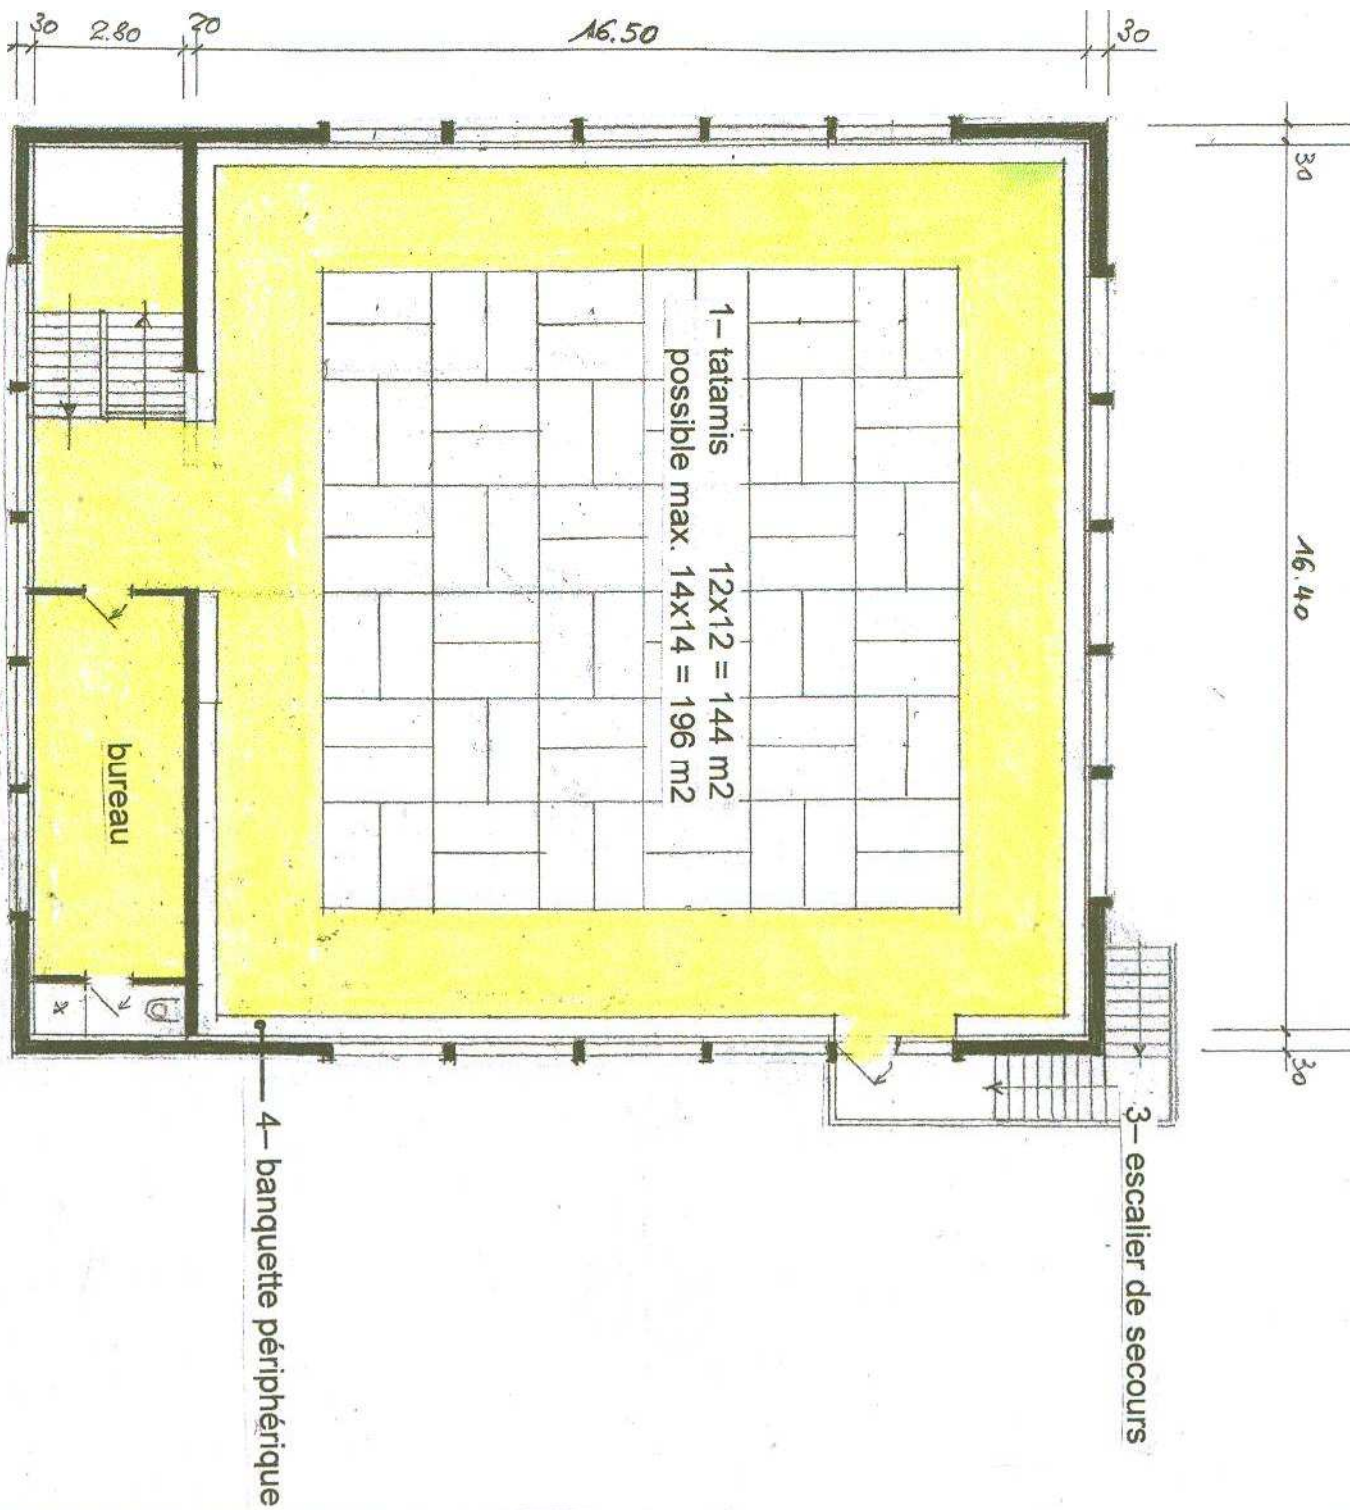 30
2.80
20
16.50
30
30
16.40
30
1– tatamis 12x12 = 144 m2
possible max. 14x14 = 196 m2
bureau
3– escalier de secours
4– banquette périphérique